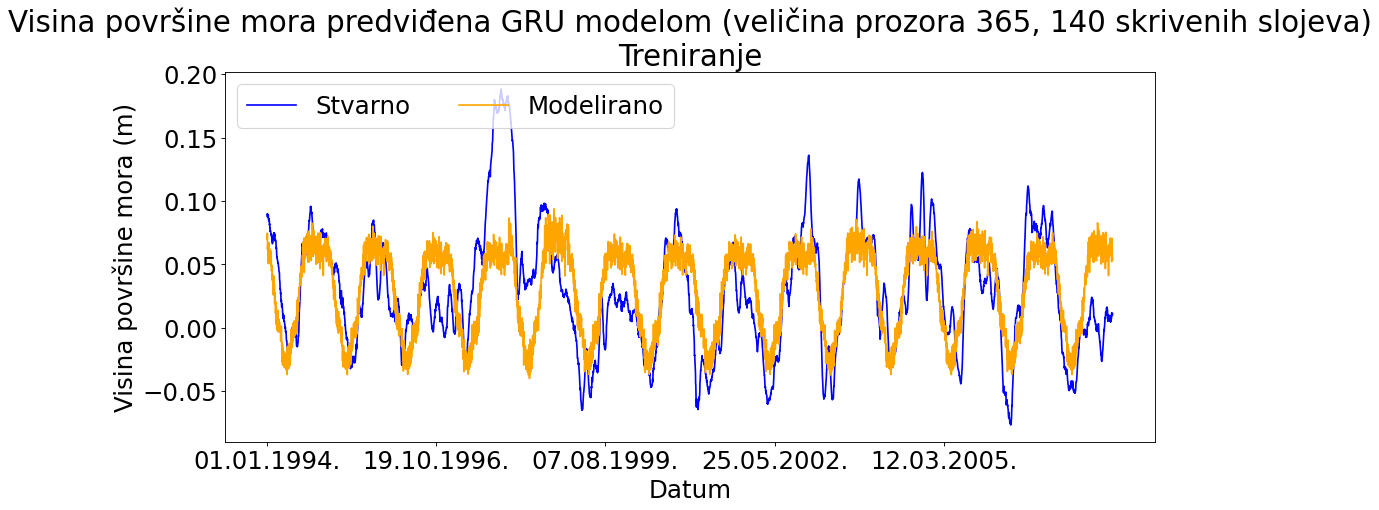 Visina površine mora predviđena GRU modelom (veličina prozora 365, 140 skrivenih slojeva)
Treniranje
Stvarno
Modelirano
Visina površine mora (m)
0.20
0.15
0.10
0.05
0.00
−0.05
01.01.1994.
19.10.1996.
07.08.1999.
25.05.2002.
12.03.2005.
Datum